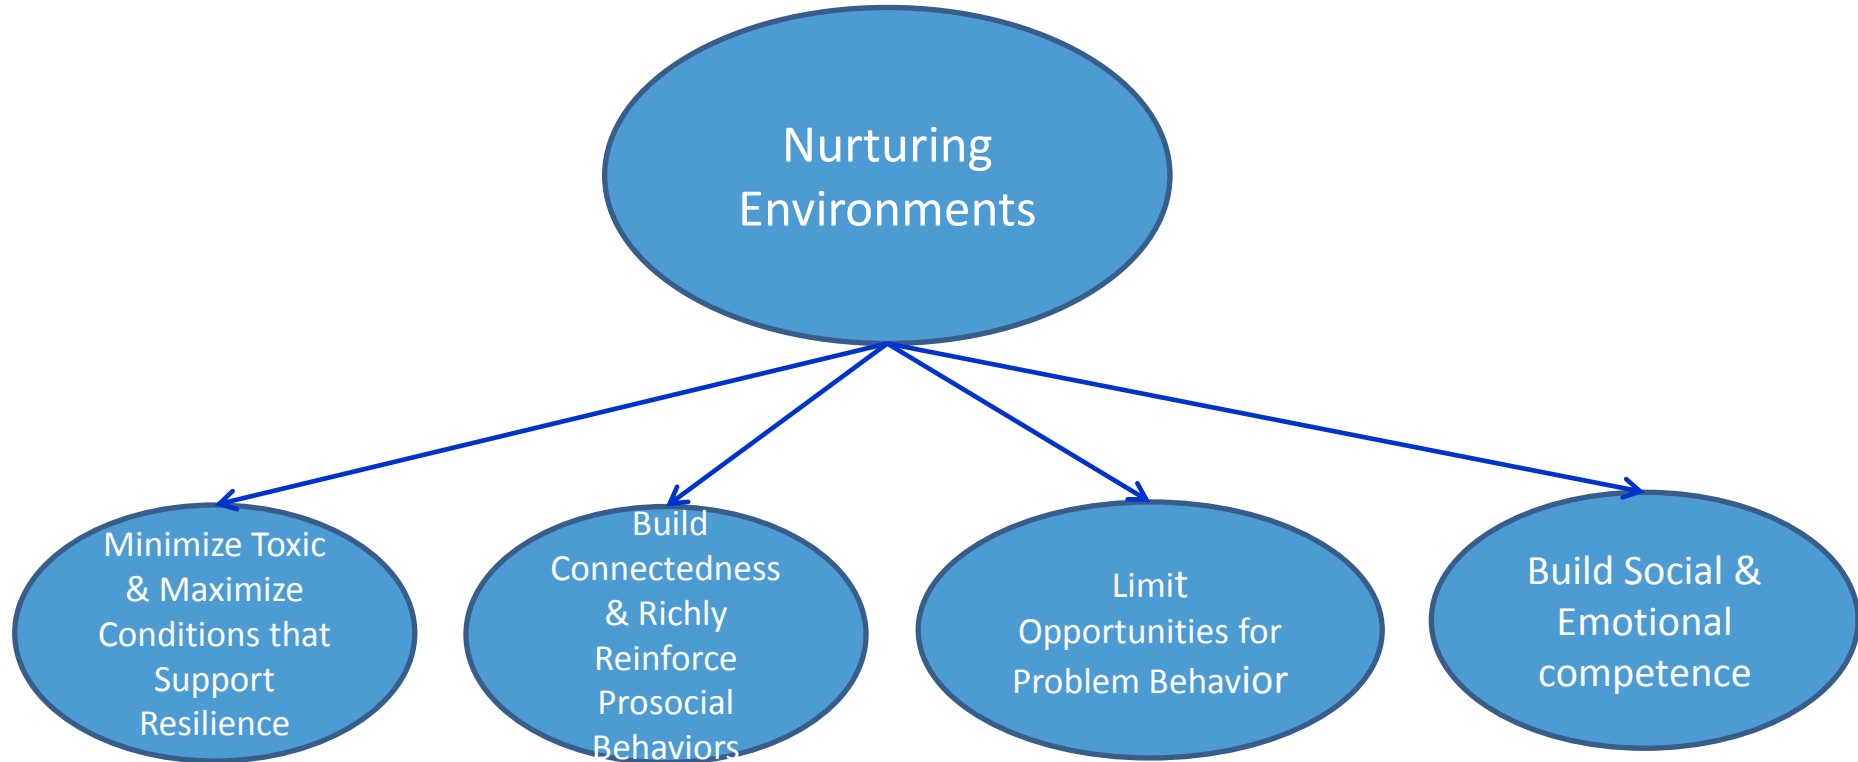 Nurturing
Environments
Minimize Toxic
& Maximize
Conditions that
Support
Resilience
Build
Connectedness
& Richly
Reinforce
Prosocial
Behaviors
Limit
Opportunities for
Problem Behavior
Build Social &
Emotional
competence